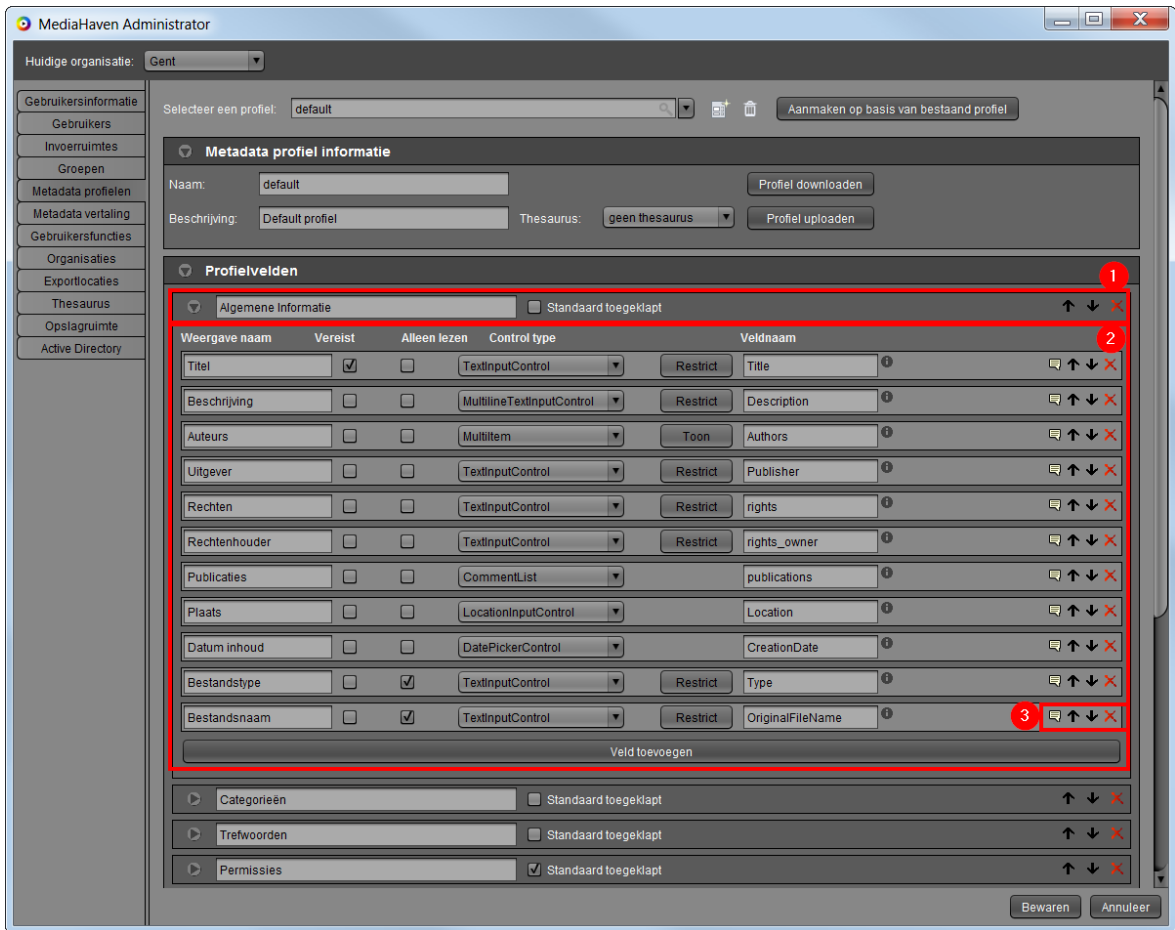 MediaHaven Administrator
Huidige organisatie: Gent
Gebruikersinformatie
Gebruikers
Invoerruimtes
Groepen
Metadata profielen
Metadata vertaling
Gebruikersfuncties
Organisaties
Exportlocaties
Thesaurus
Opslagruimte
Active Directory
Selecteer een profiel: default Aanmaken op basis van bestaand profiel
Metadata profiel informatie
Naam: default Profiel downloaden
Beschrijving: Default profiel Thesaurus: geen thesaurus Profiel uploaden
Profielvelden
1
Algemene Informatie Standaard toegeklapt
Weergave naam Vereist Alleen lezen Control type Veldnaam 2
Titel TextInputControl Restrict Title
Beschrijving MultilineTextInputControl Restrict Description
Auteurs MultiItem Toon Authors
Uitgever TextInputControl Restrict Publisher
Rechten TextInputControl Restrict rights
Rechtenhouder TextInputControl Restrict rights_owner
Publicaties CommentList publications
Plaats LocationInputControl Location
Datum inhoud DatePickerControl CreationDate
Bestandstype TextInputControl Restrict Type
Bestandsnaam TextInputControl Restrict OriginalFileName 3
Veld toevoegen
Categorieën Standaard toegeklapt
Trefwoorden Standaard toegeklapt
Permissies Standaard toegeklapt
Bewaren Annuleer